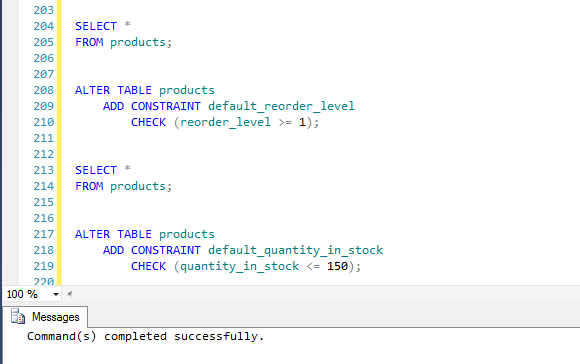 203
204 SELECT *
205 FROM products;
206
207
208 ALTER TABLE products
209 ADD CONSTRAINT default_reorder_level
210 CHECK (reorder_level >= 1);
211
212
213 SELECT *
214 FROM products;
215
216
217 ALTER TABLE products
218 ADD CONSTRAINT default_quantity_in_stock
219 CHECK (quantity_in_stock <= 150);
220
100 %
Messages
Command(s) completed successfully.